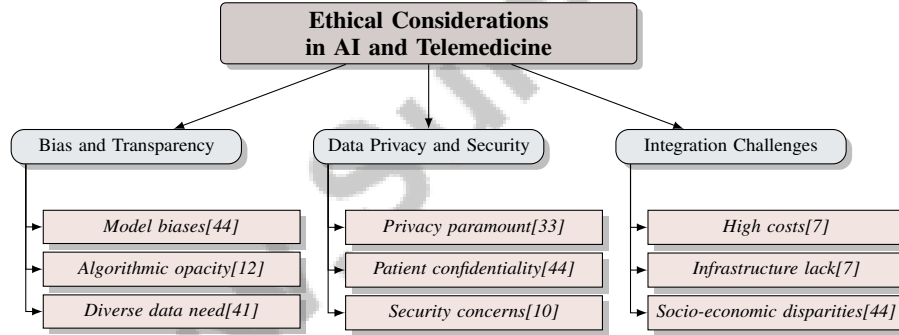 Ethical Considerations
in AI and Telemedicine
Bias and Transparency
Data Privacy and Security
Integration Challenges
Model biases[44]
Privacy paramount[33]
High costs[7]
Algorithmic opacity[12]
Patient confidentiality[44]
Infrastructure lack[7]
Diverse data need[41]
Security concerns[10]
Socio-economic disparities[44]